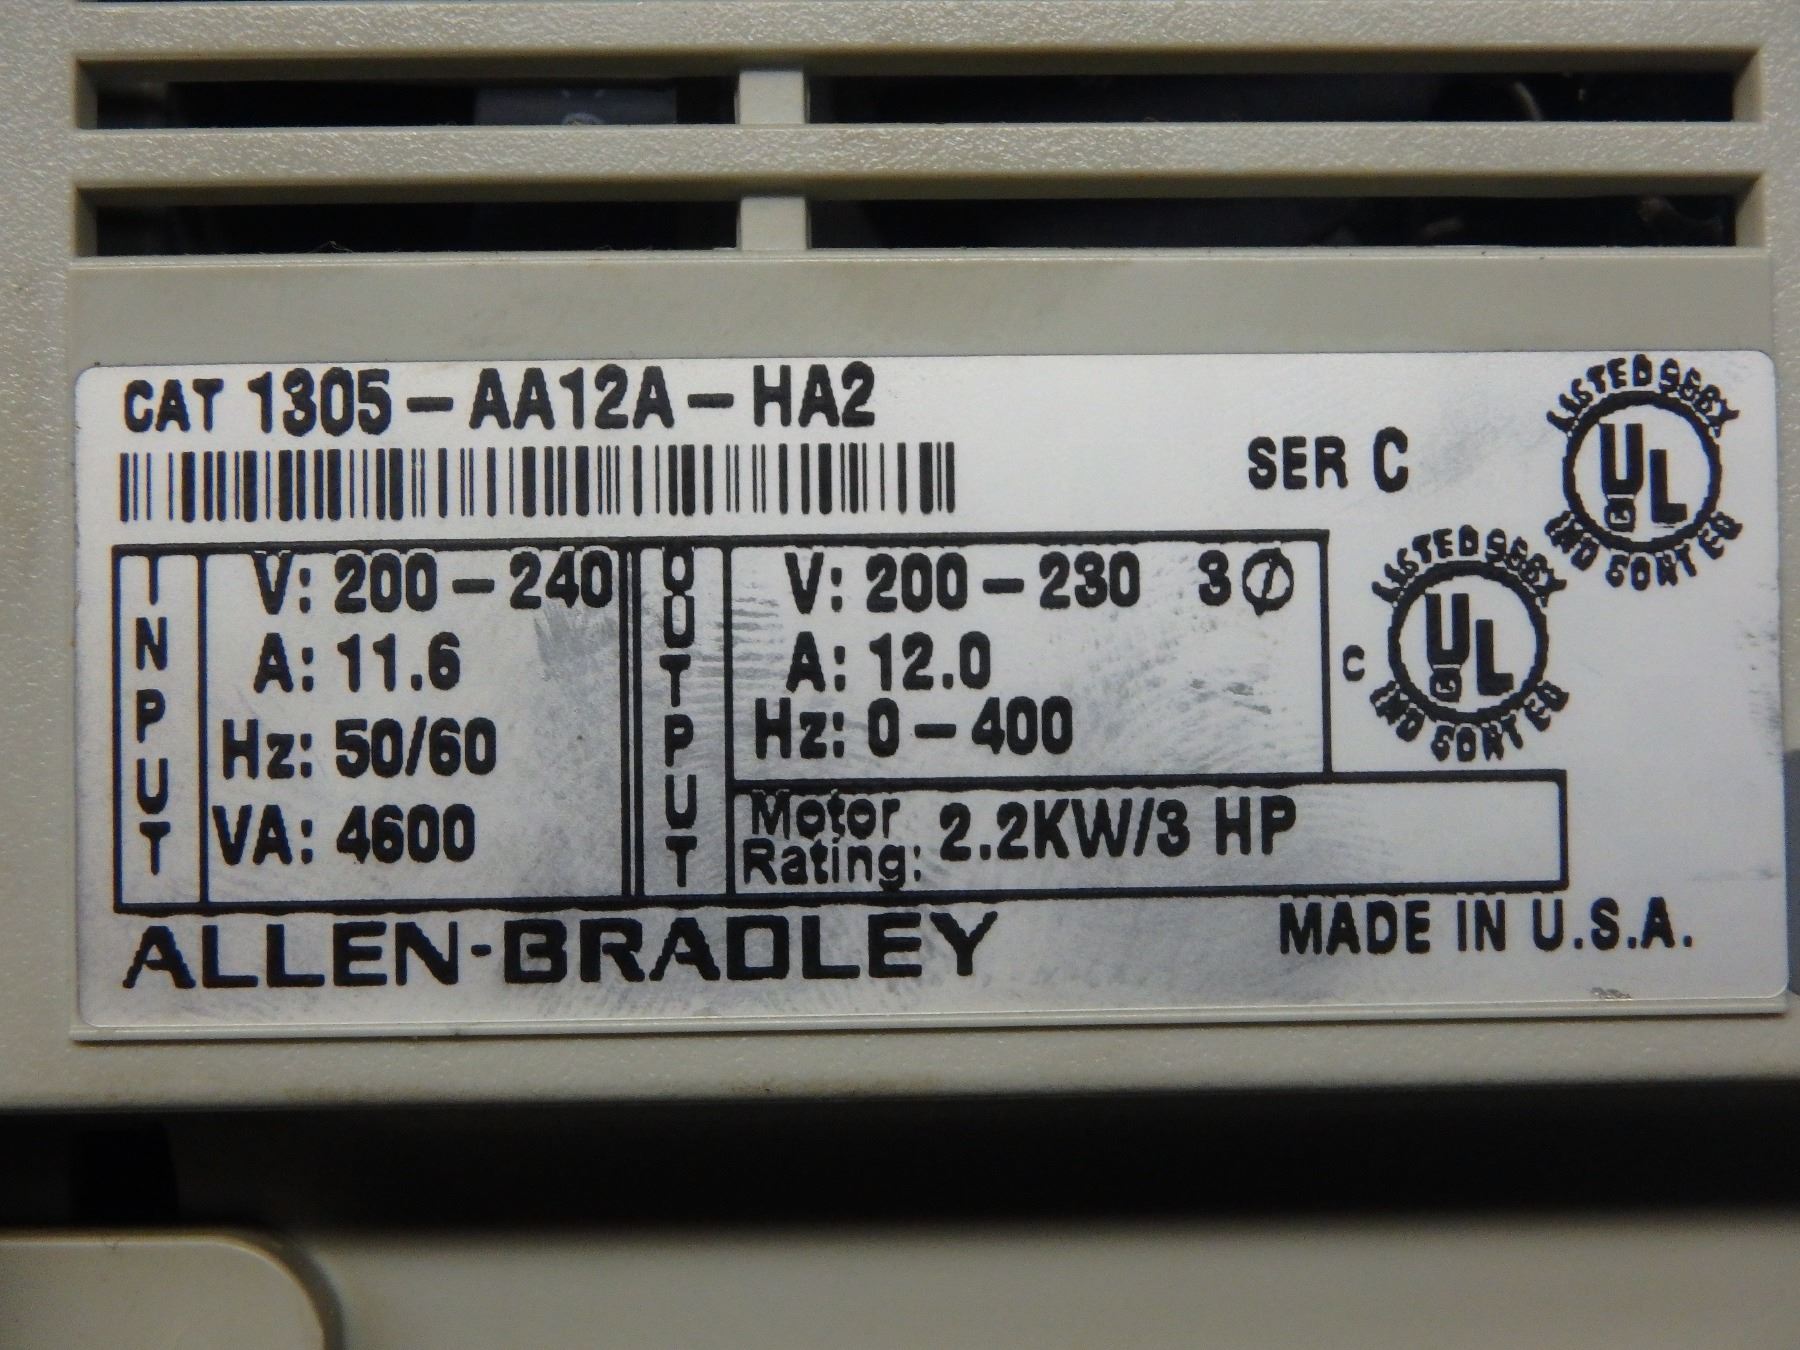 CAT 1305-AA12A-HA2
SER C
LISTED 966X
UL
IND CONT EQ
INPUT
V: 200-240
A: 11.6
Hz: 50/60
VA: 4600
OUTPUT
V: 200-230 3Ø
A: 12.0
Hz: 0-400
Motor Rating: 2.2KW/3 HP
LISTED 966X
C UL
IND CONT EQ
ALLEN-BRADLEY
MADE IN U.S.A.